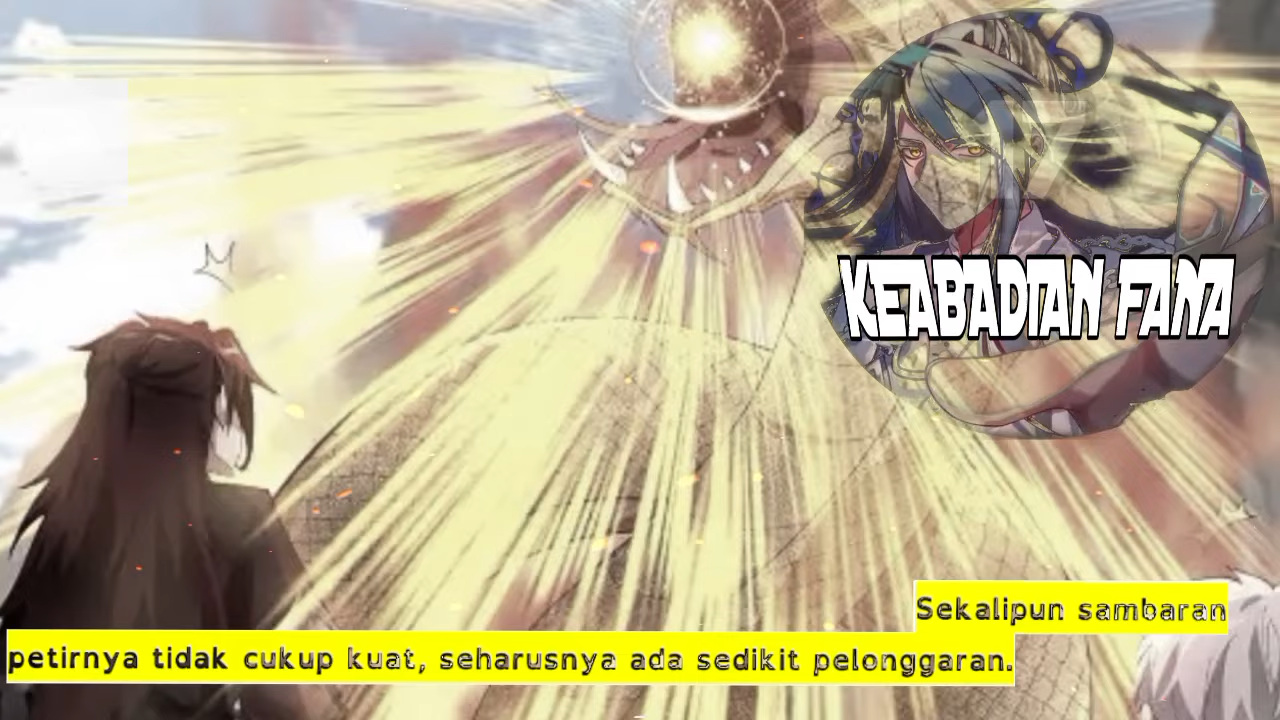 KEABADIAN FANA
Sekalipun sambaran
petirnya tidak cukup kuat, seharusnya ada sedikit pelonggaran.